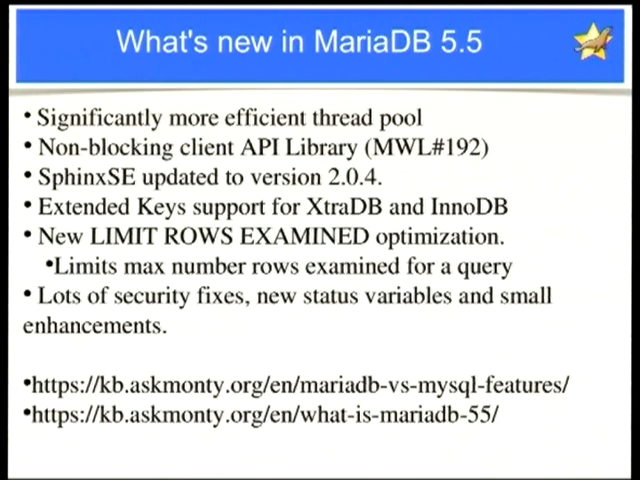 What's new in MariaDB 5.5
• Significantly more efficient thread pool
• Non-blocking client API Library (MWL#192)
• SphinxSE updated to version 2.0.4.
• Extended Keys support for XtraDB and InnoDB
• New LIMIT ROWS EXAMINED optimization.
•Limits max number rows examined for a query
• Lots of security fixes, new status variables and small
enhancements.
•https://kb.askmonty.org/en/mariadb-vs-mysql-features/
•https://kb.askmonty.org/en/what-is-mariadb-55/